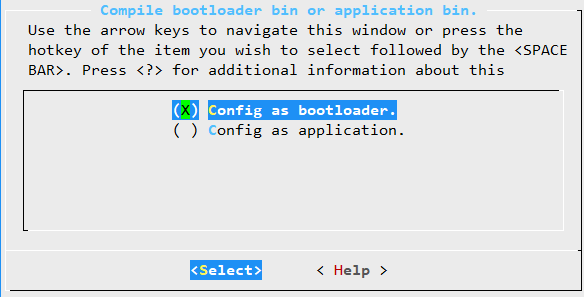 Compile bootloader bin or application bin.
Use the arrow keys to navigate this window or press the
hotkey of the item you wish to select followed by the <SPACE
BAR>. Press <?> for additional information about this
(X) Config as bootloader.
( ) Config as application.
<Select> < Help >